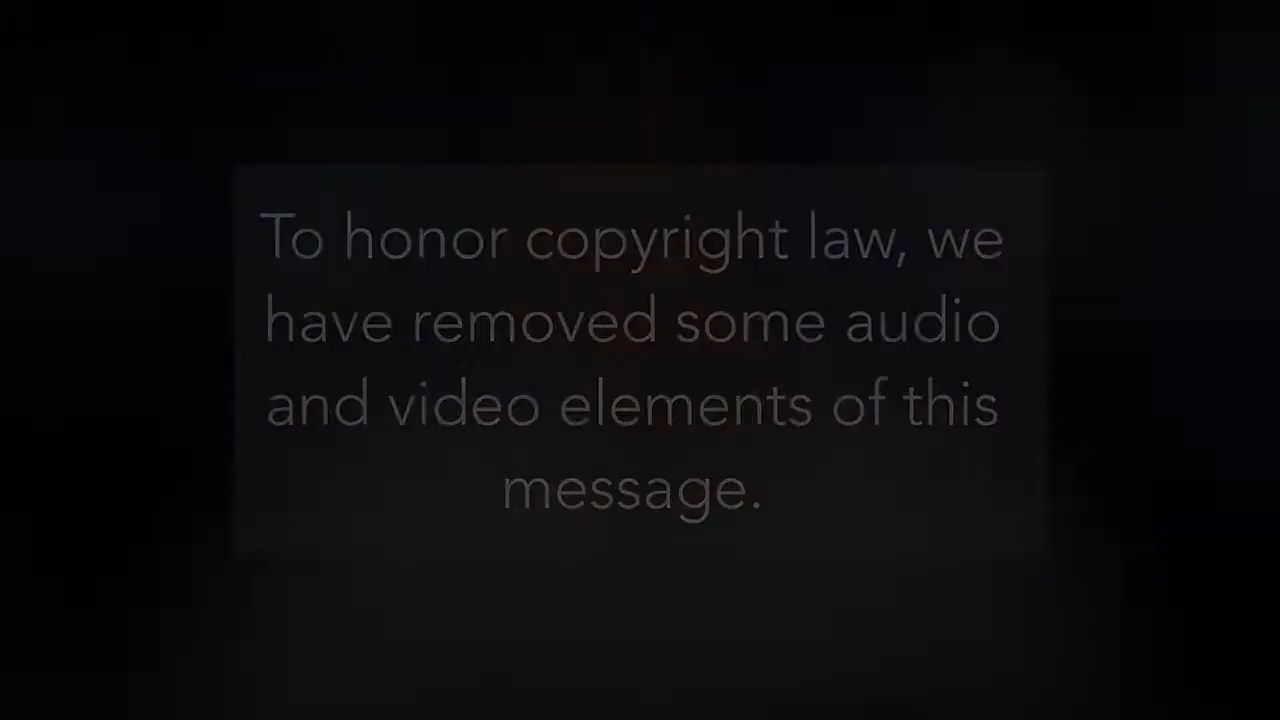 To honor copyright law, we
have removed some audio
and video elements of this
message.